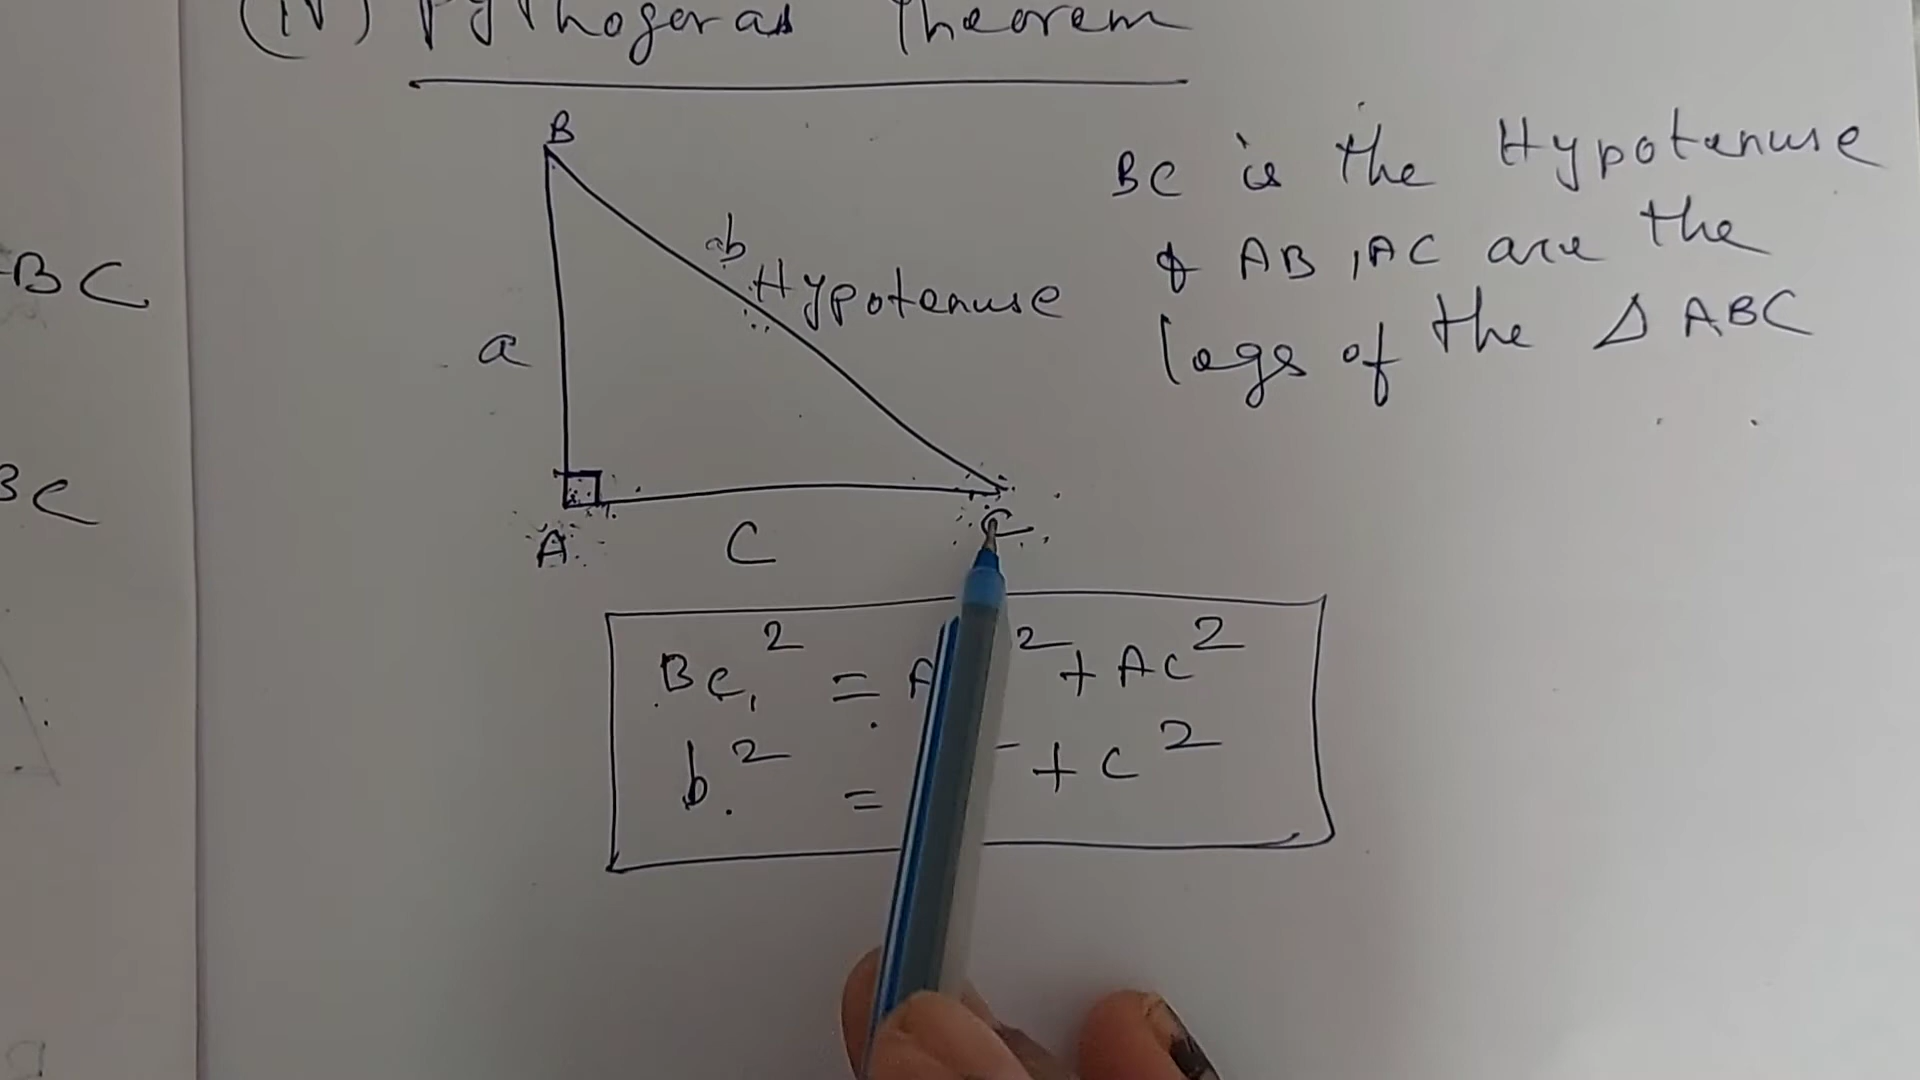 (IV) Pythogoras Theorem
B
BC is the Hypotenuse
& AB, AC are the
legs of the Δ ABC
b
Hypotenuse
a
A
C
C
BC² = A ² + AC²
b² = + c²
BC
BC